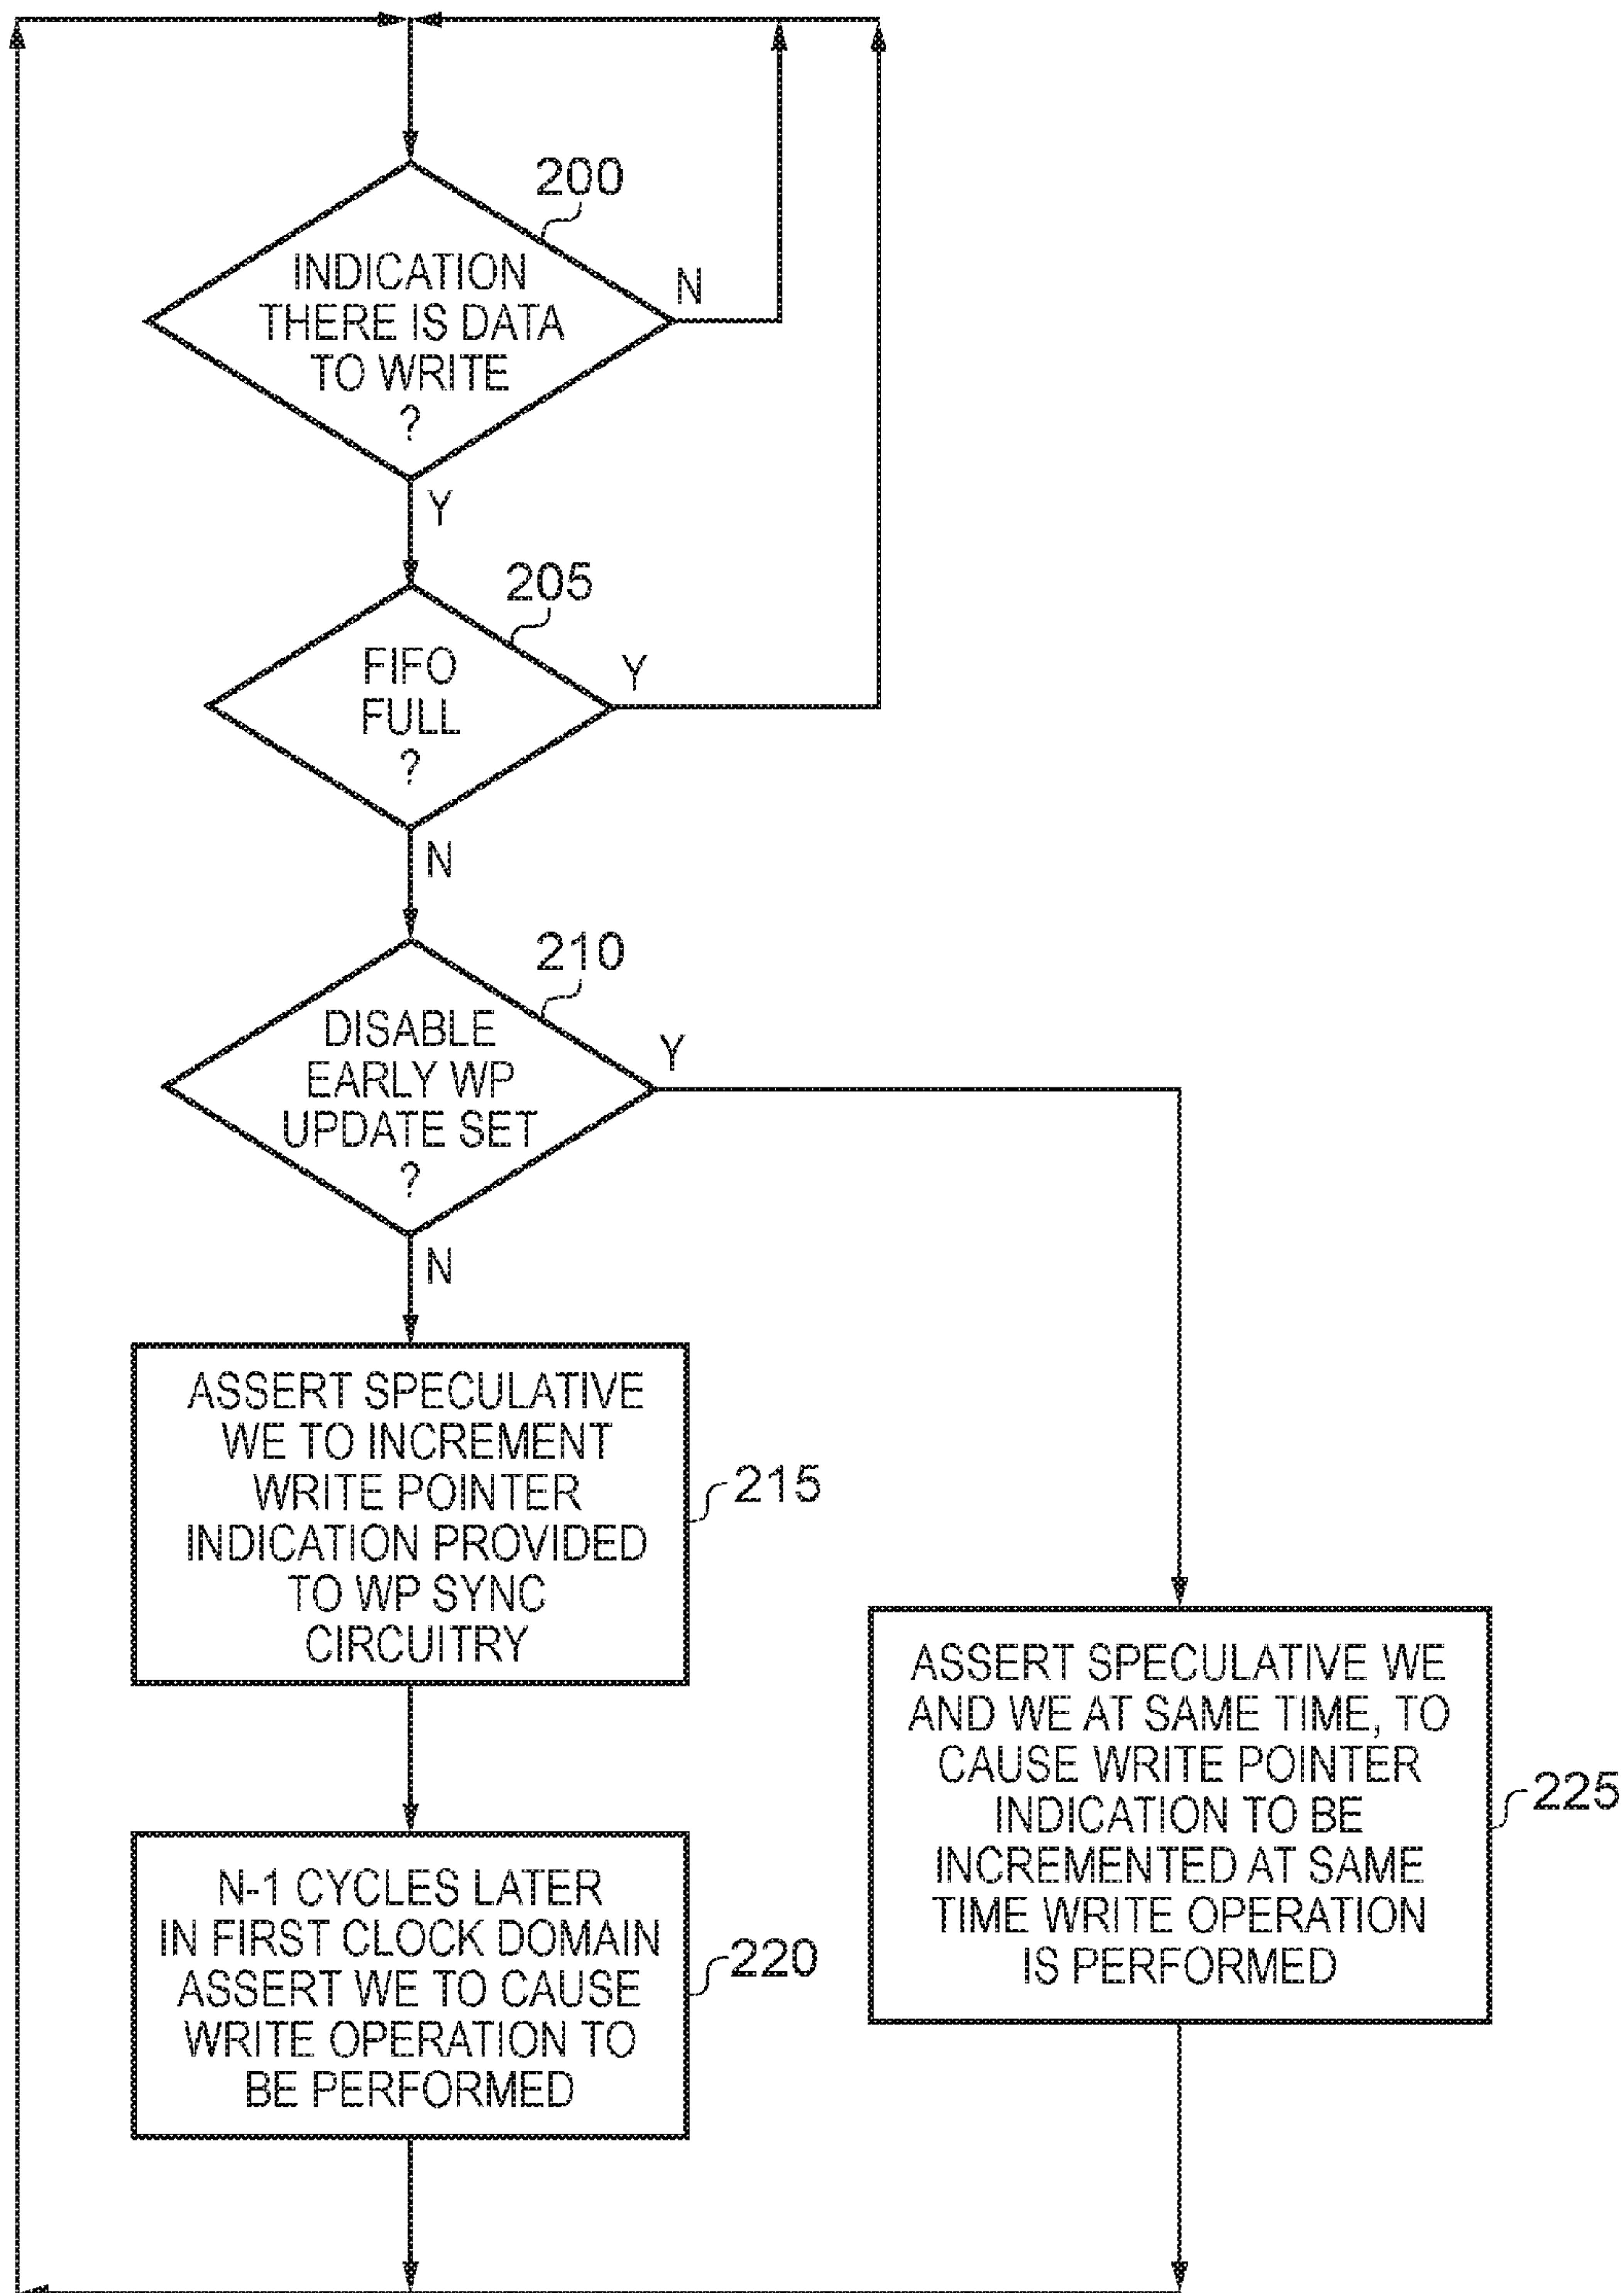 200
INDICATION
THERE IS DATA
TO WRITE
?
N
Y
205
FIFO
FULL
?
Y
N
210
DISABLE
EARLY WP
UPDATE SET
?
Y
N
ASSERT SPECULATIVE
WE TO INCREMENT
WRITE POINTER
INDICATION PROVIDED
TO WP SYNC
CIRCUITRY
215
N-1 CYCLES LATER
IN FIRST CLOCK DOMAIN
ASSERT WE TO CAUSE
WRITE OPERATION TO
BE PERFORMED
220
ASSERT SPECULATIVE WE
AND WE AT SAME TIME, TO
CAUSE WRITE POINTER
INDICATION TO BE
INCREMENTED AT SAME
TIME WRITE OPERATION
IS PERFORMED
225